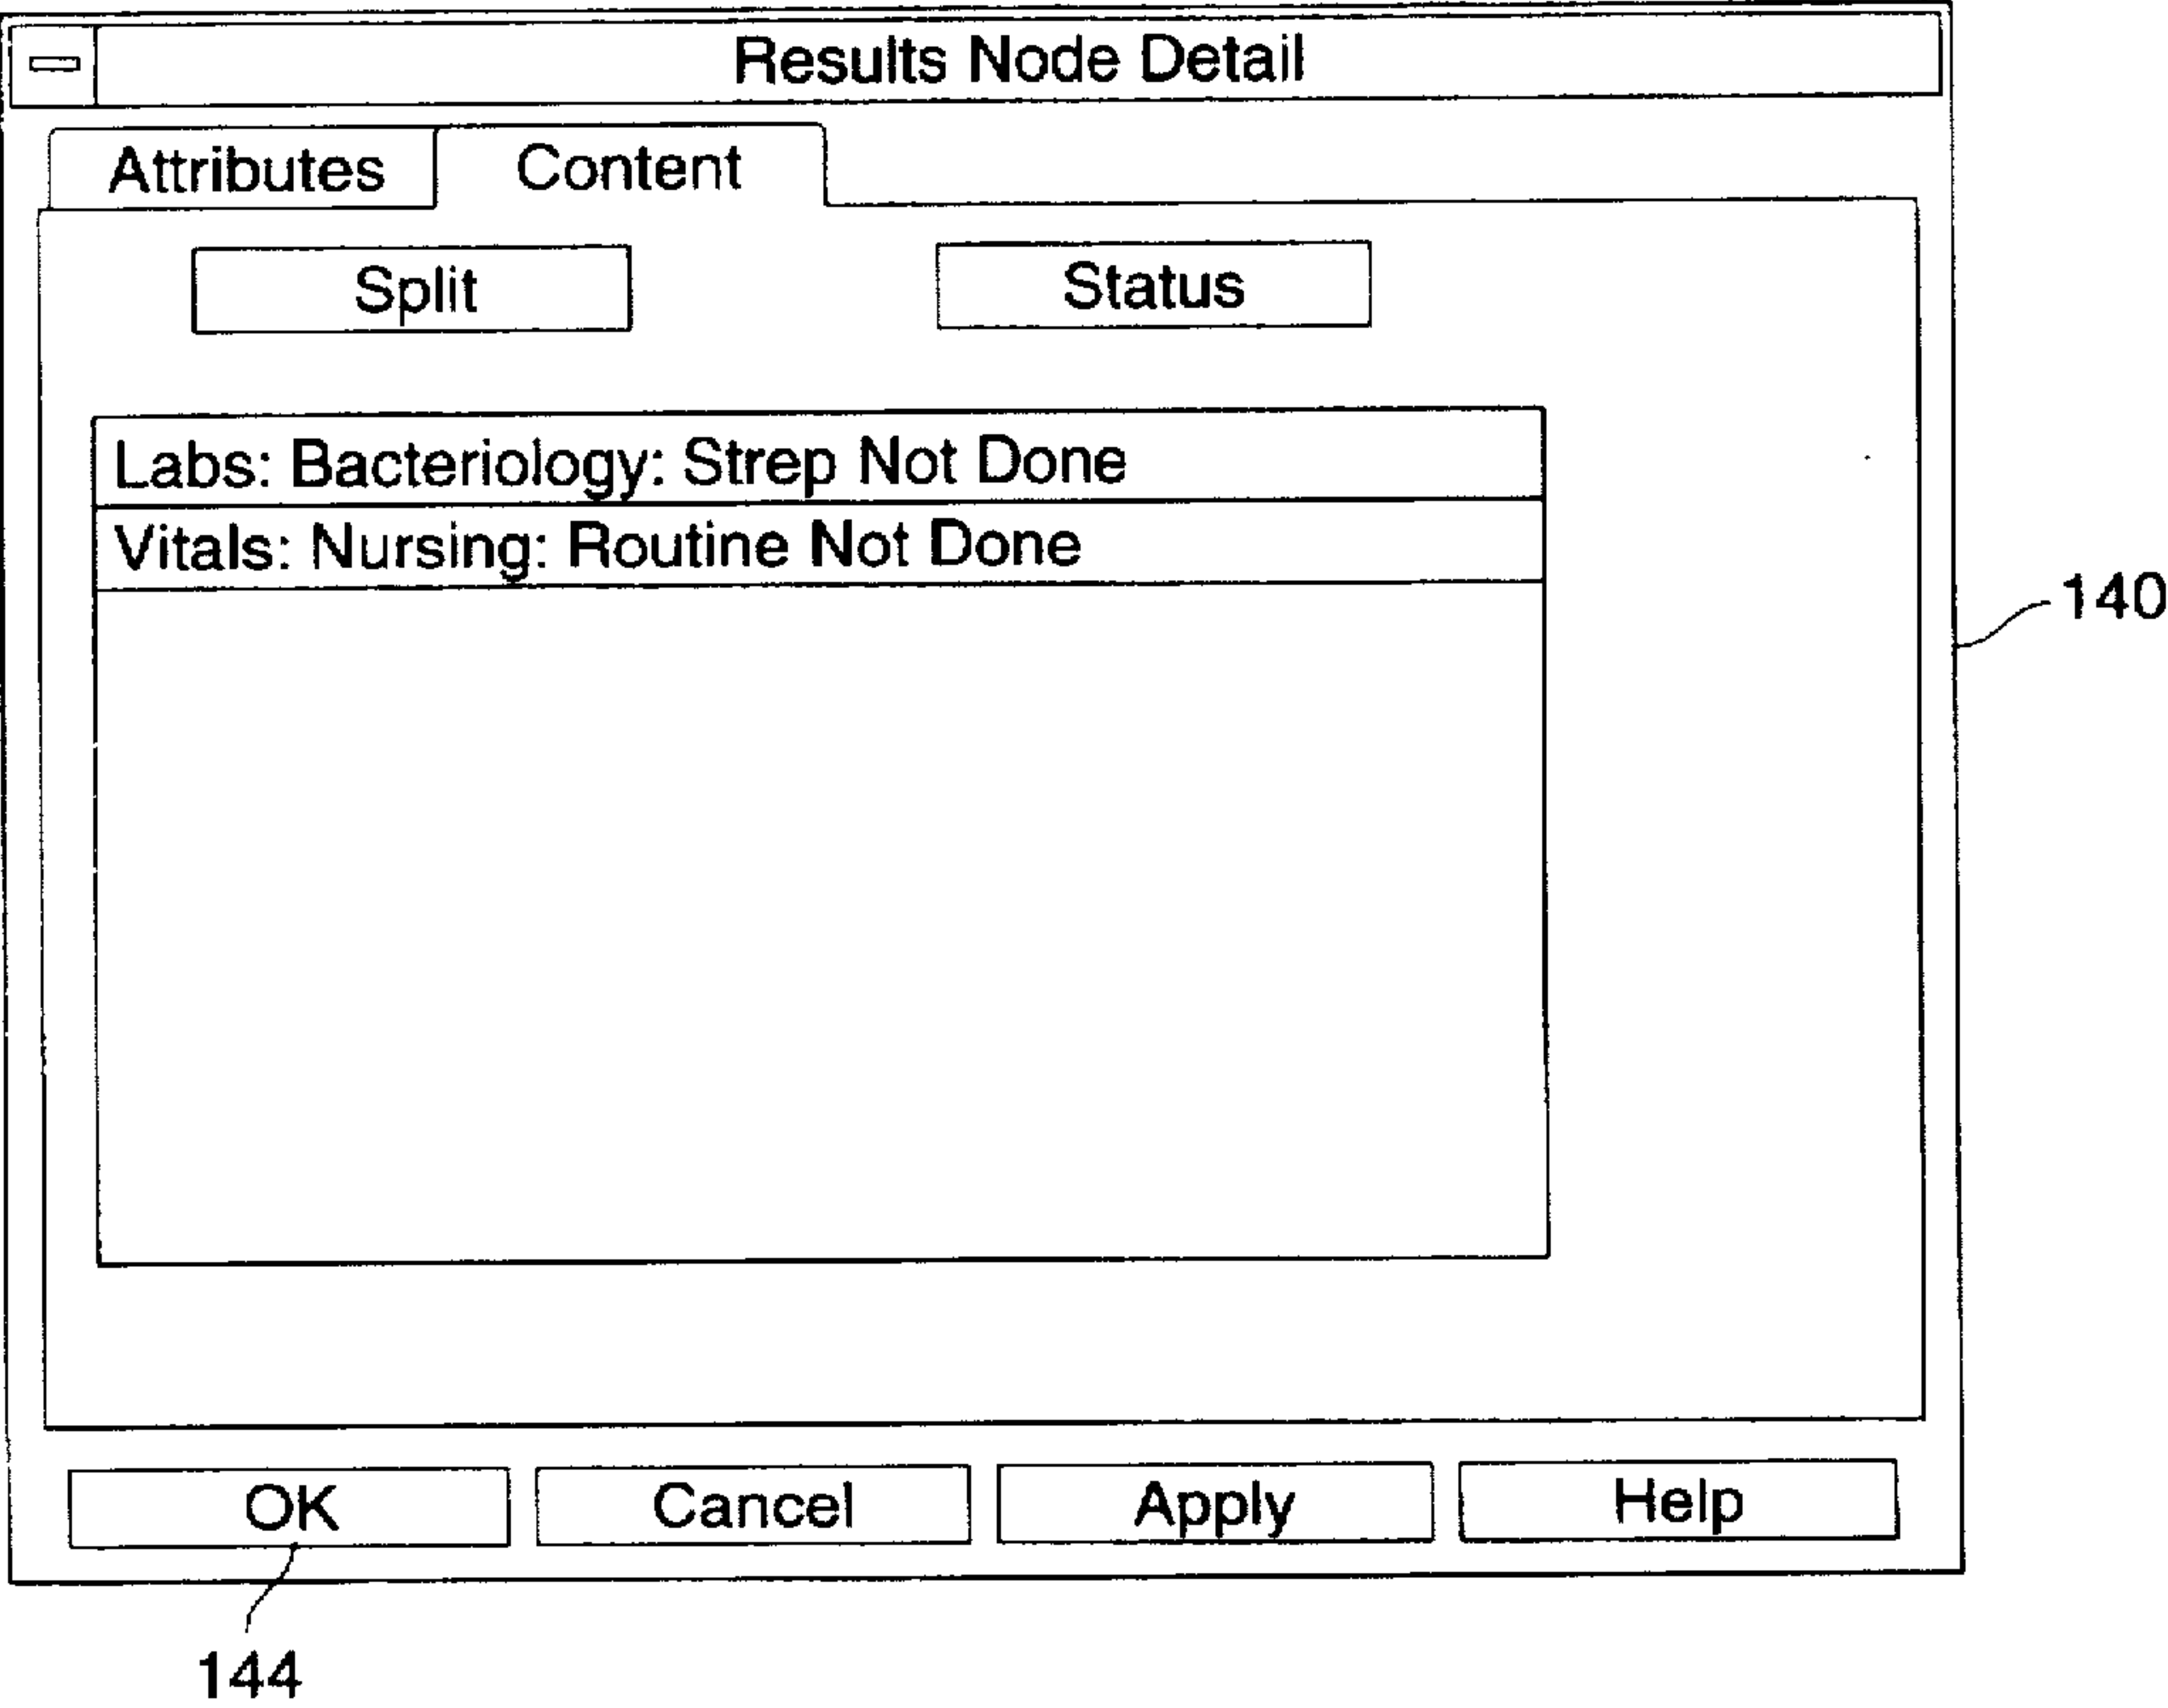 Results Node Detail
Attributes Content
Split Status
Labs: Bacteriology: Strep Not Done
Vitals: Nursing: Routine Not Done
140
OK Cancel Apply Help
144